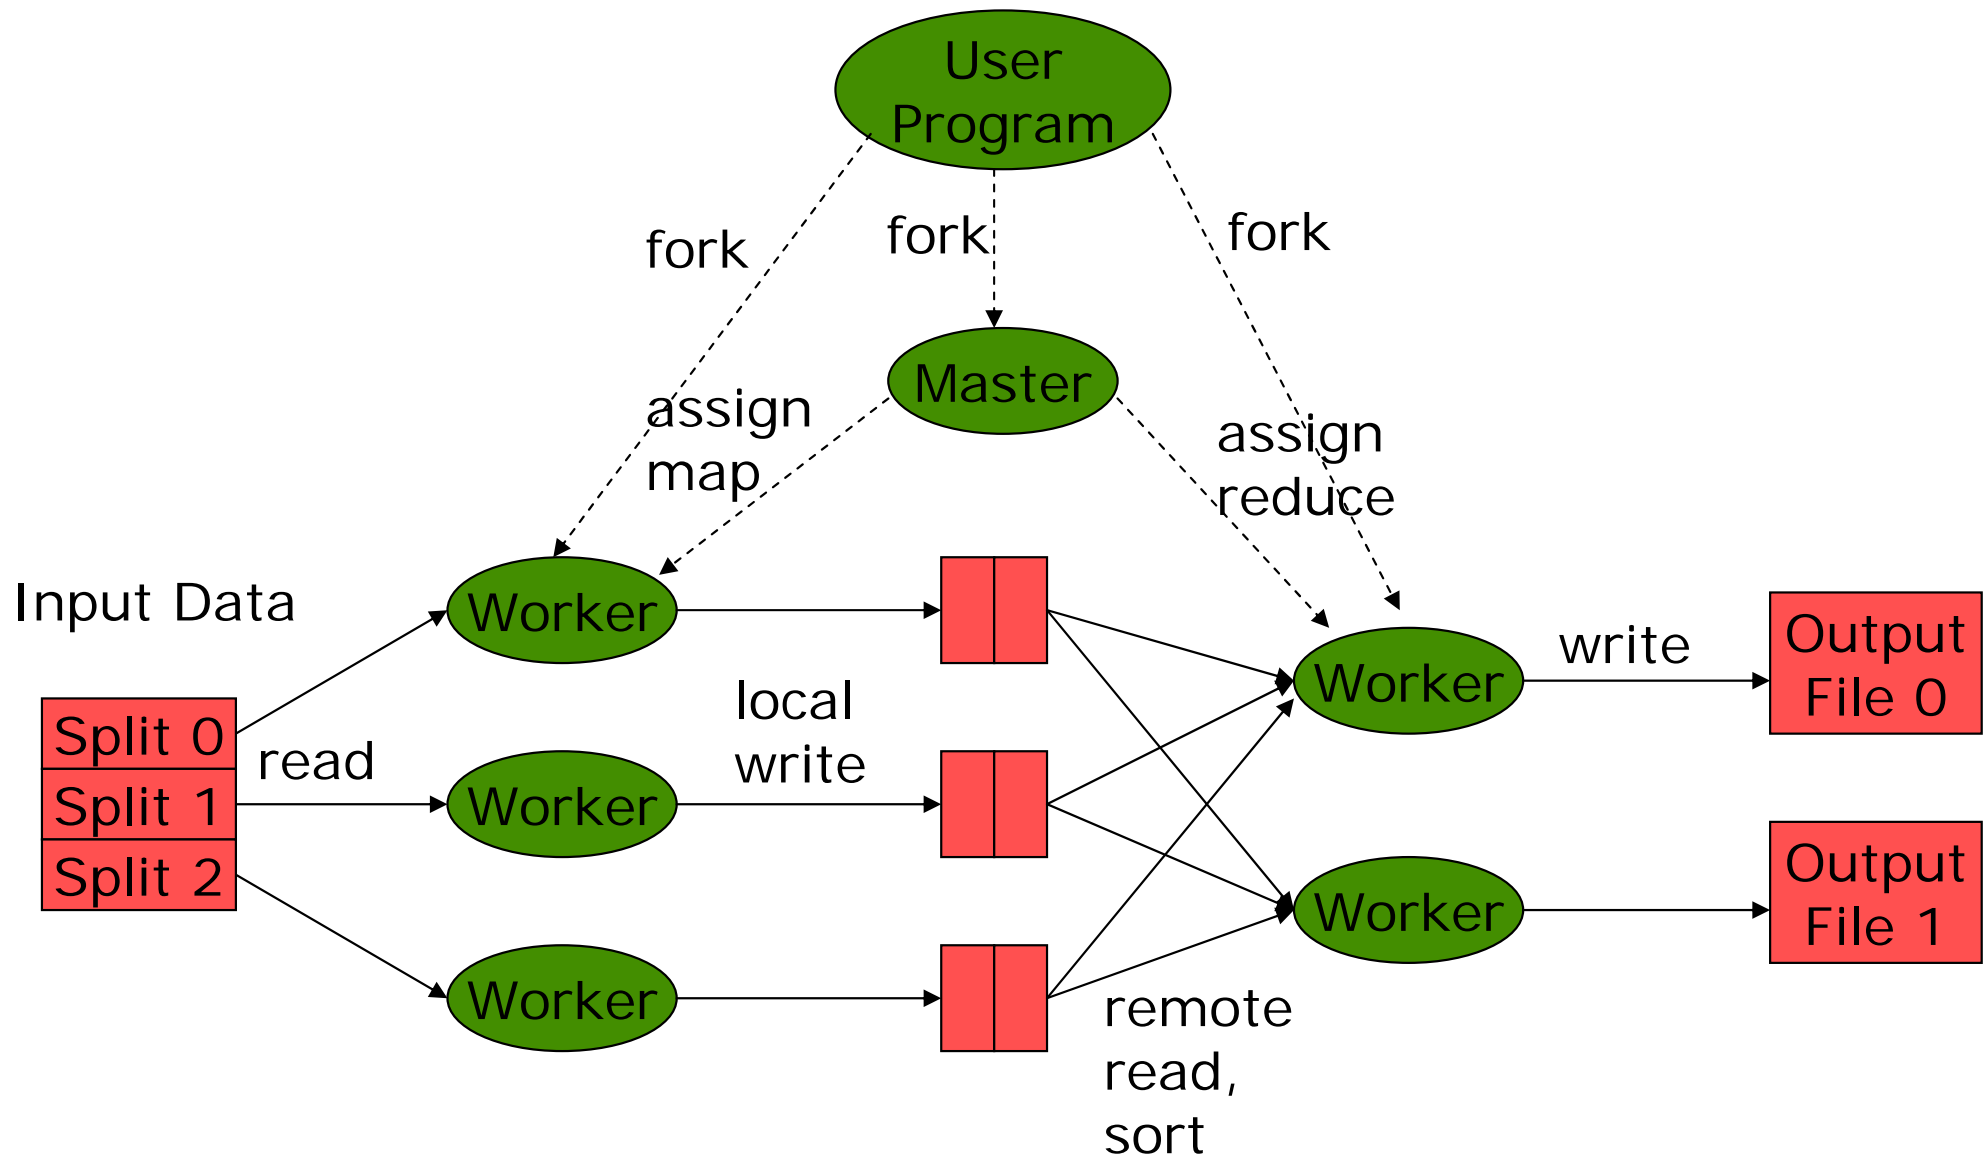 User
Program
fork
fork
fork
Master
assign
map
assign
reduce
Input Data
Worker
Split 0
Split 1
Split 2
read
Worker
Worker
local
write
remote
read,
sort
Worker
Worker
write
Output
File 0
Output
File 1